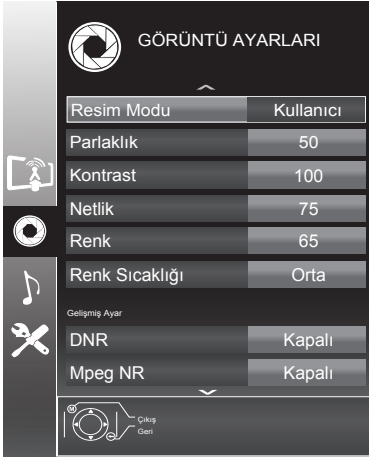 GÖRÜNTÜ AYARLARI
Resim Modu Kullanıcı
Parlaklık 50
Kontrast 100
Netlik 75
Renk 65
Renk Sıcaklığı Orta
Gelişmiş Ayar
DNR Kapalı
Mpeg NR Kapalı
M
Çıkış
Geri